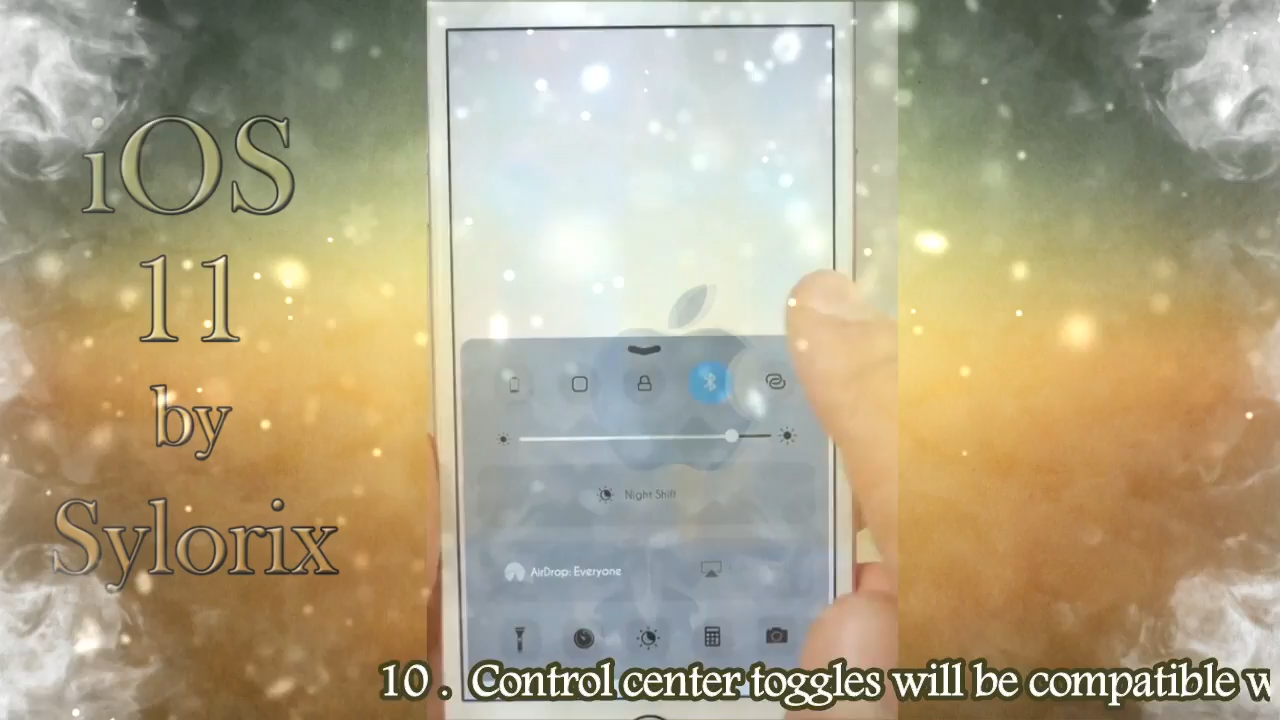 iOS
11
by
Sylorix
Night Shift
AirDrop: Everyone
10 . Control center toggles will be compatible